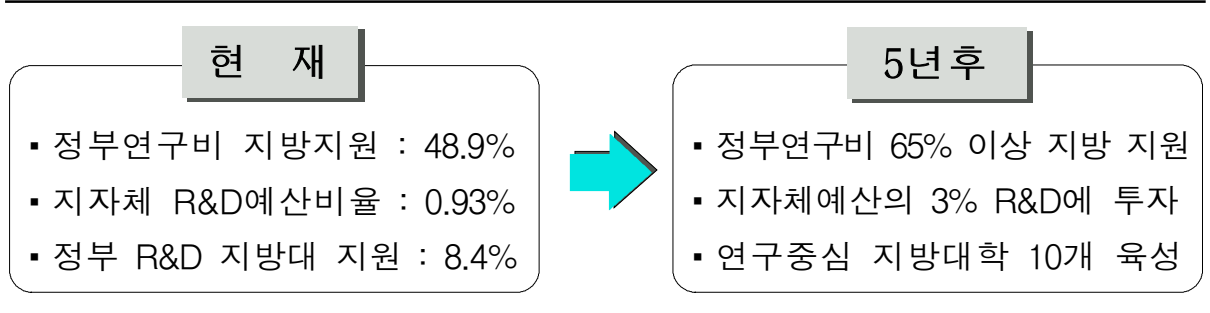 현 재
▪ 정부연구비 지방지원 : 48.9%
▪ 지자체 R&D예산비율 : 0.93%
▪ 정부 R&D 지방대 지원 : 8.4%
5년후
▪ 정부연구비 65% 이상 지방 지원
▪ 지자체예산의 3% R&D에 투자
▪ 연구중심 지방대학 10개 육성